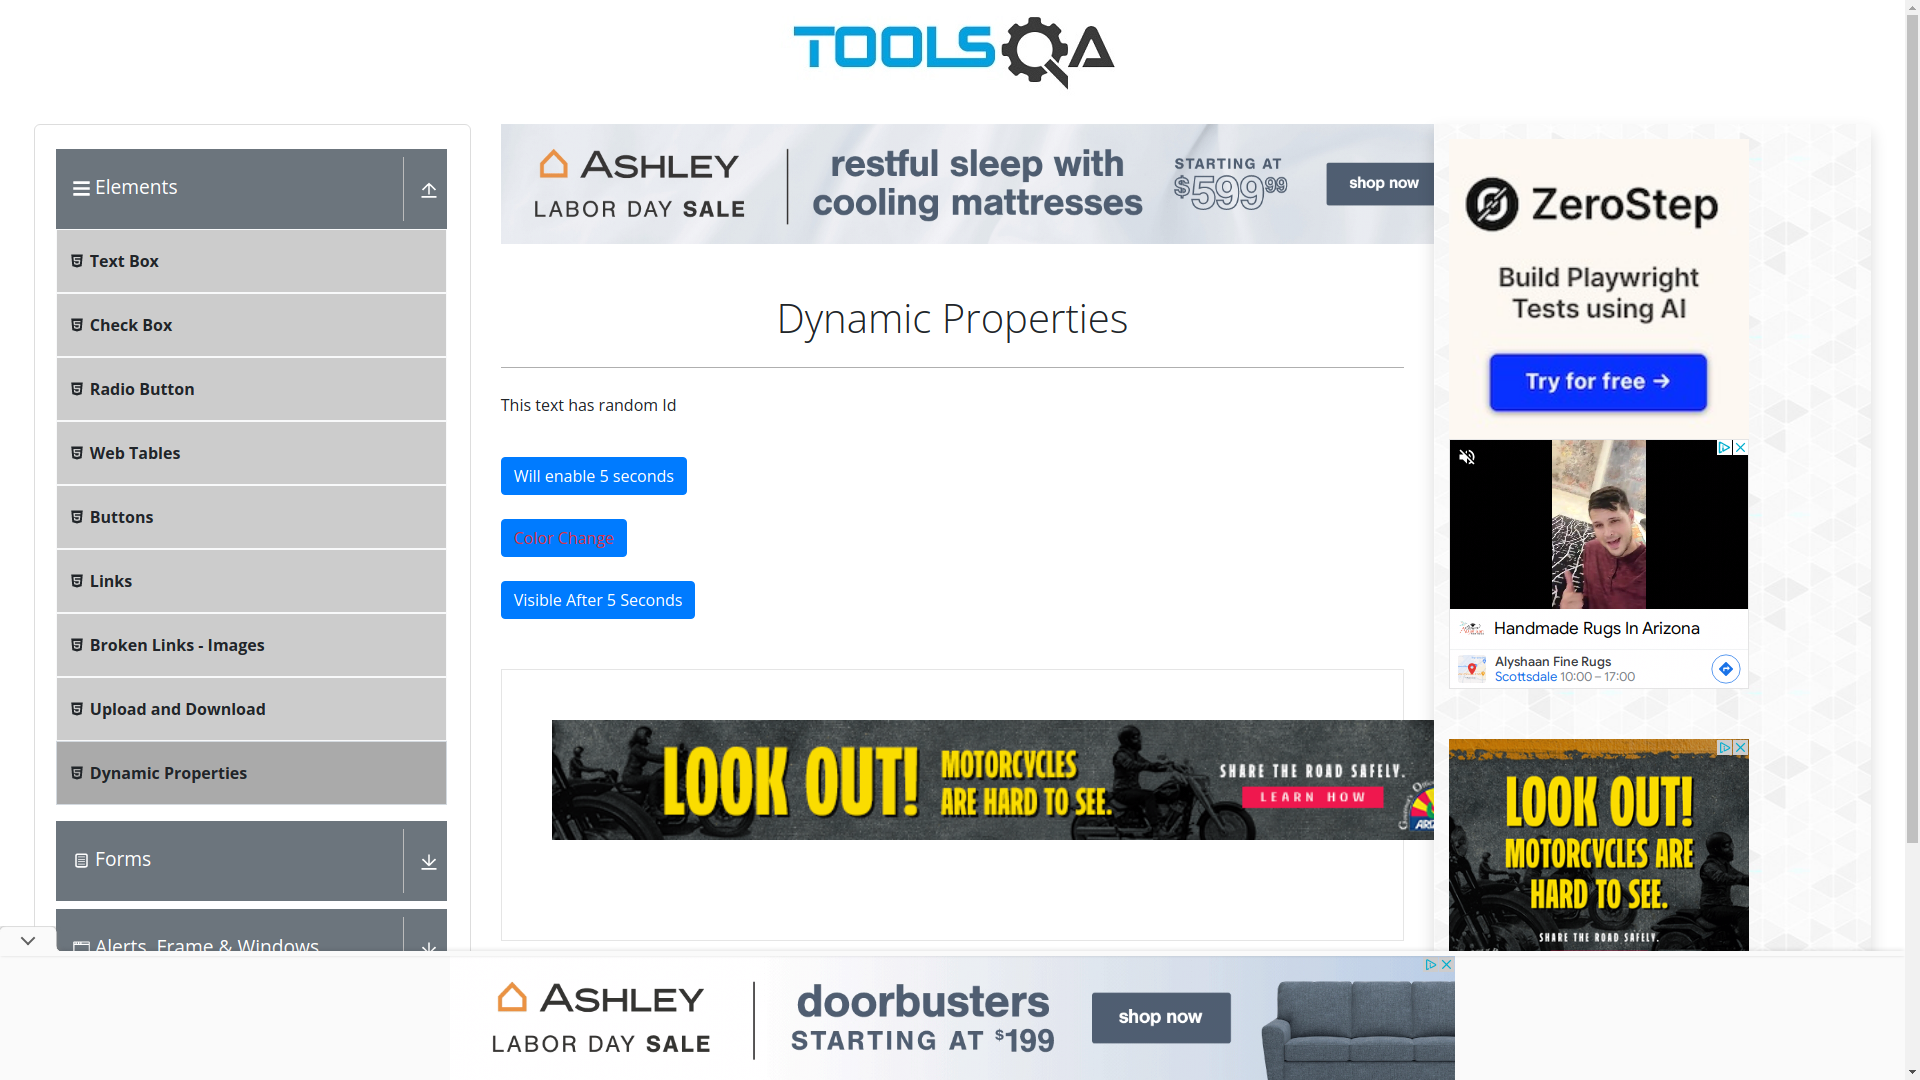 TOOLSQA
Elements
Text Box
Check Box
Radio Button
Web Tables
Buttons
Links
Broken Links - Images
Upload and Download
Dynamic Properties
Forms
Alerts, Frame & Windows
ASHLEY
LABOR DAY SALE
restful sleep with
cooling mattresses
STARTING AT
$599.99
shop now
Dynamic Properties
This text has random Id
Will enable 5 seconds
Color Change
Visible After 5 Seconds
LOOK OUT!
MOTORCYCLES
ARE HARD TO SEE.
SHARE THE ROAD SAFELY.
LEARN HOW
ZeroStep
Build Playwright
Tests using AI
Try for free →
Handmade Rugs In Arizona
Alyshaan Fine Rugs
Scottsdale 10:00 – 17:00
LOOK OUT!
MOTORCYCLES ARE
HARD TO SEE.
SHARE THE ROAD SAFELY.
ASHLEY
LABOR DAY SALE
doorbusters
STARTING AT $199
shop now